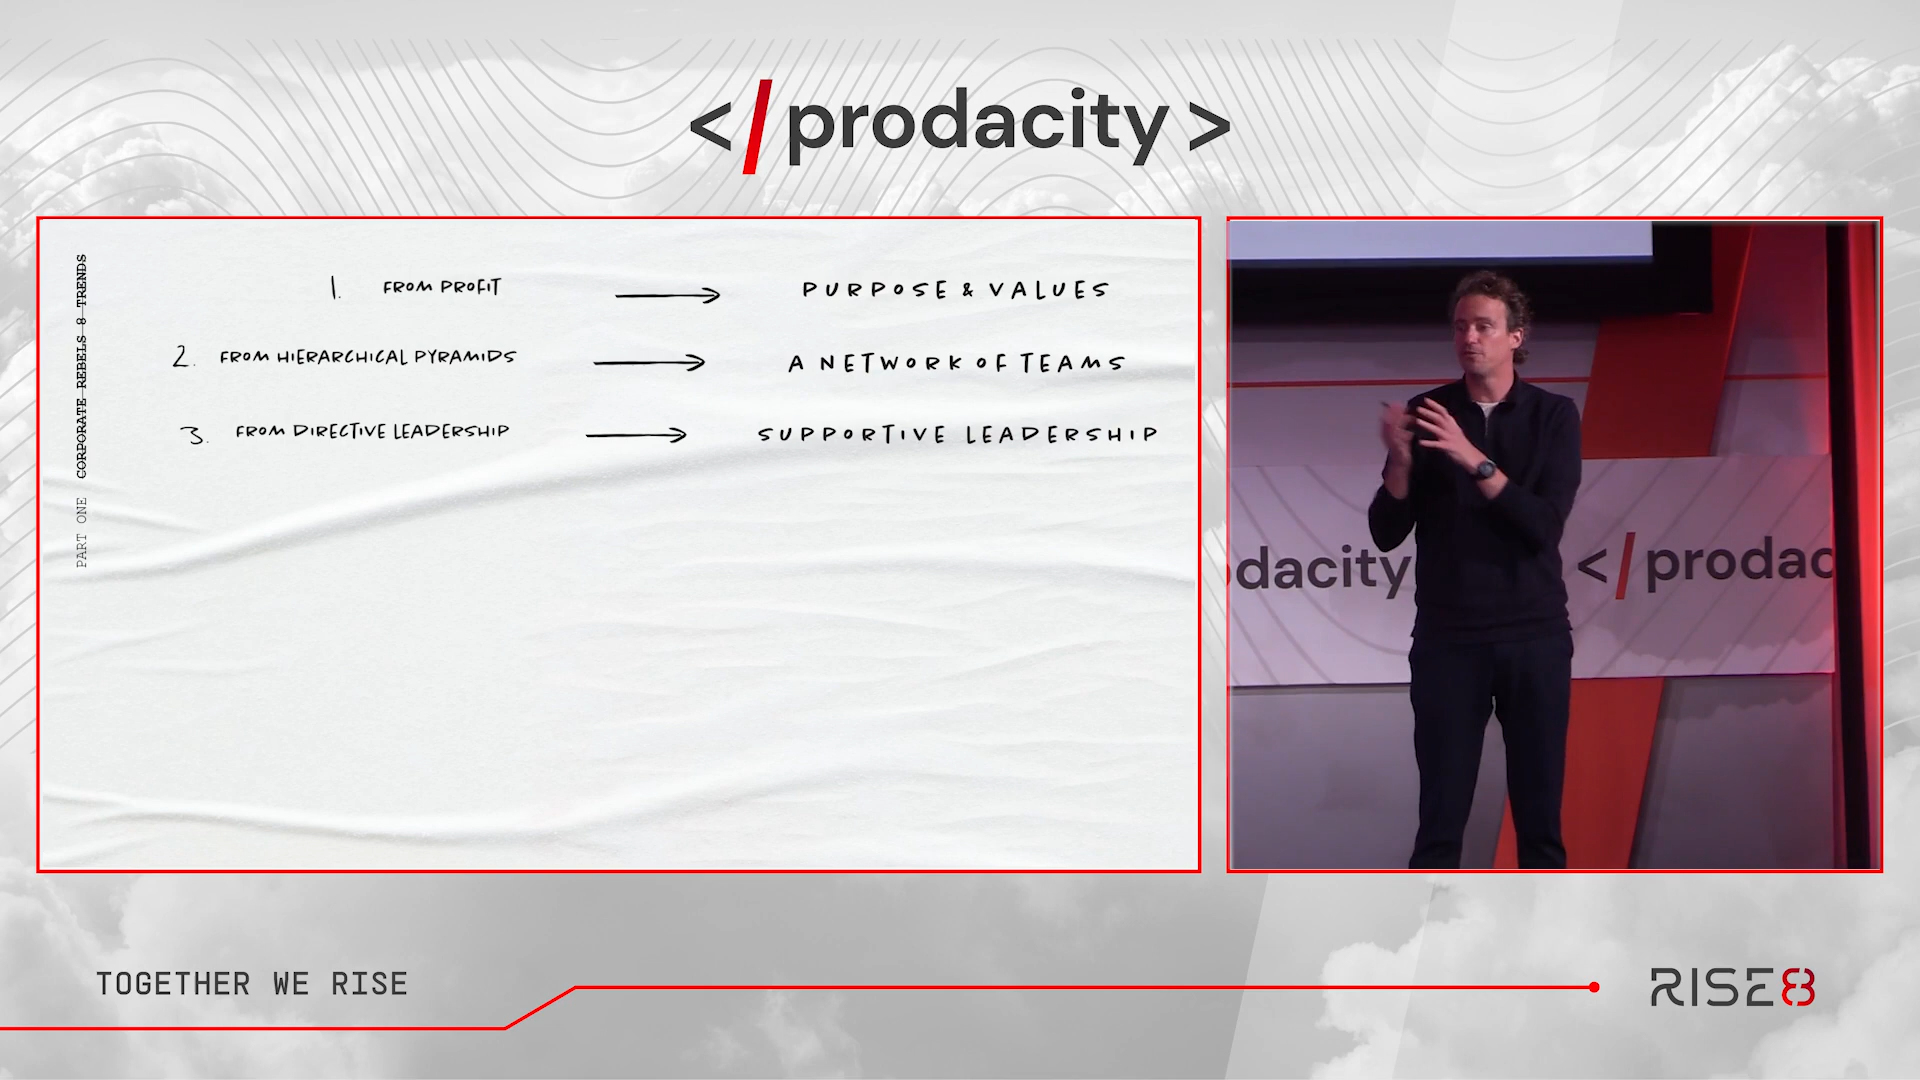 </prodacity>
PART ONE CORPORATE REBELS 8 TRENDS
1. FROM PROFIT → PURPOSE & VALUES
2. FROM HIERARCHICAL PYRAMIDS → A NETWORK OF TEAMS
3. FROM DIRECTIVE LEADERSHIP → SUPPORTIVE LEADERSHIP
odacity </prodac
TOGETHER WE RISE
RISE8